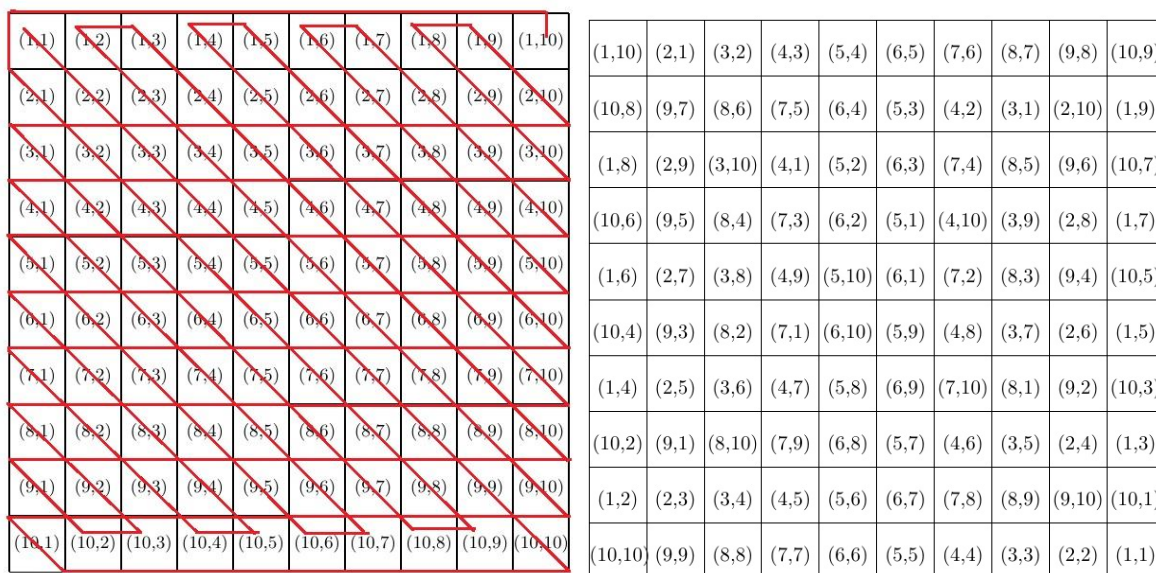 (1,1) (1,2) (1,3) (1,4) (1,5) (1,6) (1,7) (1,8) (1,9) (1,10)
(2,1) (2,2) (2,3) (2,4) (2,5) (2,6) (2,7) (2,8) (2,9) (2,10)
(3,1) (3,2) (3,3) (3,4) (3,5) (3,6) (3,7) (3,8) (3,9) (3,10)
(4,1) (4,2) (4,3) (4,4) (4,5) (4,6) (4,7) (4,8) (4,9) (4,10)
(5,1) (5,2) (5,3) (5,4) (5,5) (5,6) (5,7) (5,8) (5,9) (5,10)
(6,1) (6,2) (6,3) (6,4) (6,5) (6,6) (6,7) (6,8) (6,9) (6,10)
(7,1) (7,2) (7,3) (7,4) (7,5) (7,6) (7,7) (7,8) (7,9) (7,10)
(8,1) (8,2) (8,3) (8,4) (8,5) (8,6) (8,7) (8,8) (8,9) (8,10)
(9,1) (9,2) (9,3) (9,4) (9,5) (9,6) (9,7) (9,8) (9,9) (9,10)
(10,1) (10,2) (10,3) (10,4) (10,5) (10,6) (10,7) (10,8) (10,9) (10,10)
(1,10) (2,1) (3,2) (4,3) (5,4) (6,5) (7,6) (8,7) (9,8) (10,9)
(10,8) (9,7) (8,6) (7,5) (6,4) (5,3) (4,2) (3,1) (2,10) (1,9)
(1,8) (2,9) (3,10) (4,1) (5,2) (6,3) (7,4) (8,5) (9,6) (10,7)
(10,6) (9,5) (8,4) (7,3) (6,2) (5,1) (4,10) (3,9) (2,8) (1,7)
(1,6) (2,7) (3,8) (4,9) (5,10) (6,1) (7,2) (8,3) (9,4) (10,5)
(10,4) (9,3) (8,2) (7,1) (6,10) (5,9) (4,8) (3,7) (2,6) (1,5)
(1,4) (2,5) (3,6) (4,7) (5,8) (6,9) (7,10) (8,1) (9,2) (10,3)
(10,2) (9,1) (8,10) (7,9) (6,8) (5,7) (4,6) (3,5) (2,4) (1,3)
(1,2) (2,3) (3,4) (4,5) (5,6) (6,7) (7,8) (8,9) (9,10) (10,1)
(10,10) (9,9) (8,8) (7,7) (6,6) (5,5) (4,4) (3,3) (2,2) (1,1)